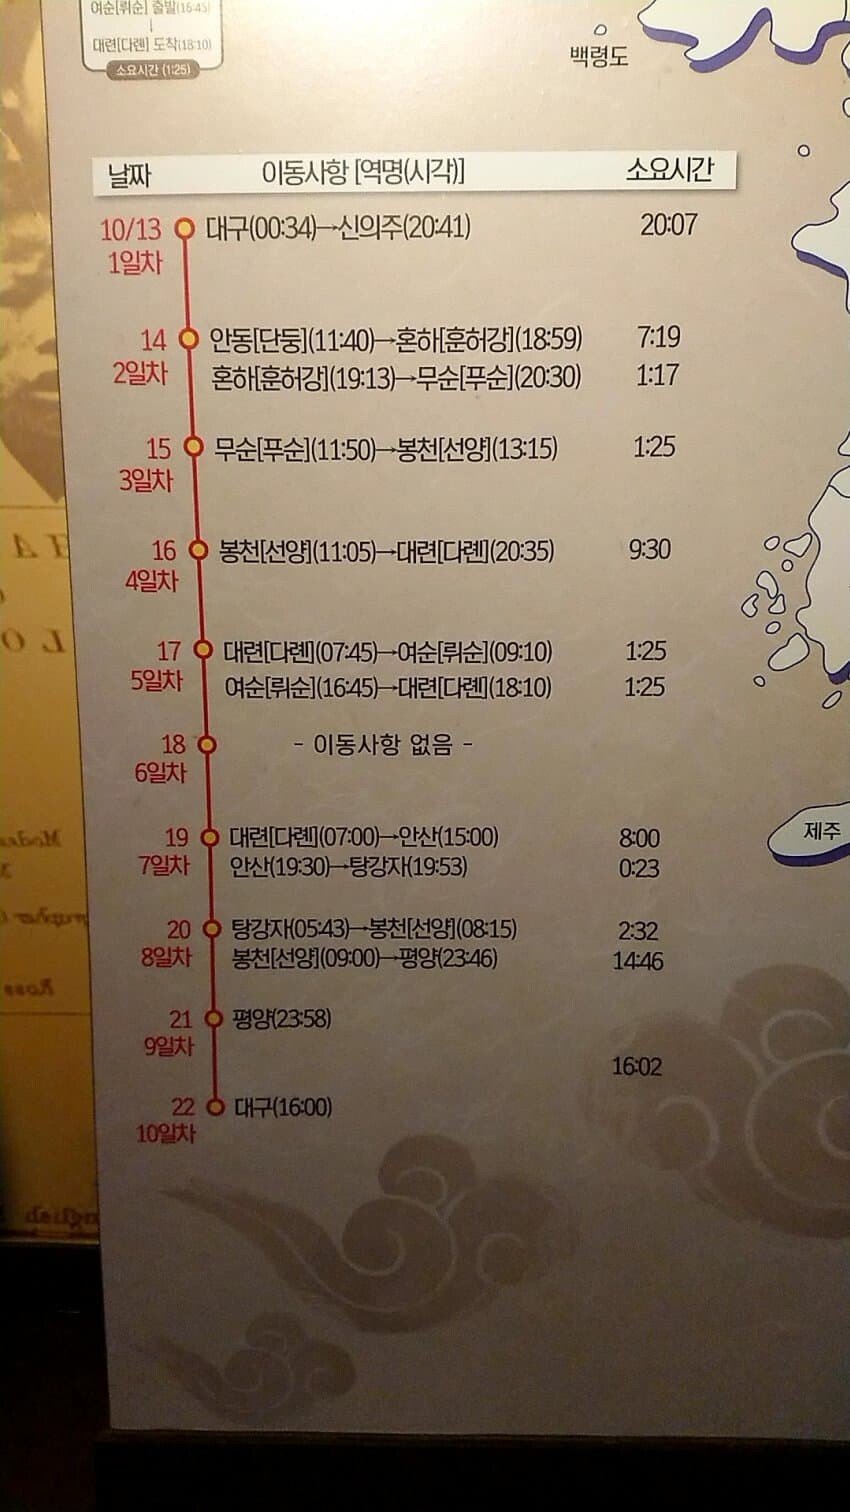 여순[뤼순] 출발(16:45)
대련[다롄] 도착(18:10)
소요시간 (1:25)
백령도
날짜 이동사항 [역명(시각)] 소요시간
10/13 대구(00:34)→신의주(20:41) 20:07
1일차
14 안동[단둥](11:40)→혼하[훈허강](18:59) 7:19
2일차 혼하[훈허강](19:13)→무순[푸순](20:30) 1:17
15 무순[푸순](11:50)→봉천[선양](13:15) 1:25
3일차
16 봉천[선양](11:05)→대련[다롄](20:35) 9:30
4일차
17 대련[다롄](07:45)→여순[뤼순](09:10) 1:25
5일차 여순[뤼순](16:45)→대련[다롄](18:10) 1:25
18 - 이동사항 없음 -
6일차
19 대련[다롄](07:00)→안산(15:00) 8:00
7일차 안산(19:30)→탕강자(19:53) 0:23
제주
20 탕강자(05:43)→봉천[선양](08:15) 2:32
8일차 봉천[선양](09:00)→평양(23:46) 14:46
21 평양(23:58)
9일차
16:02
22 대구(16:00)
10일차